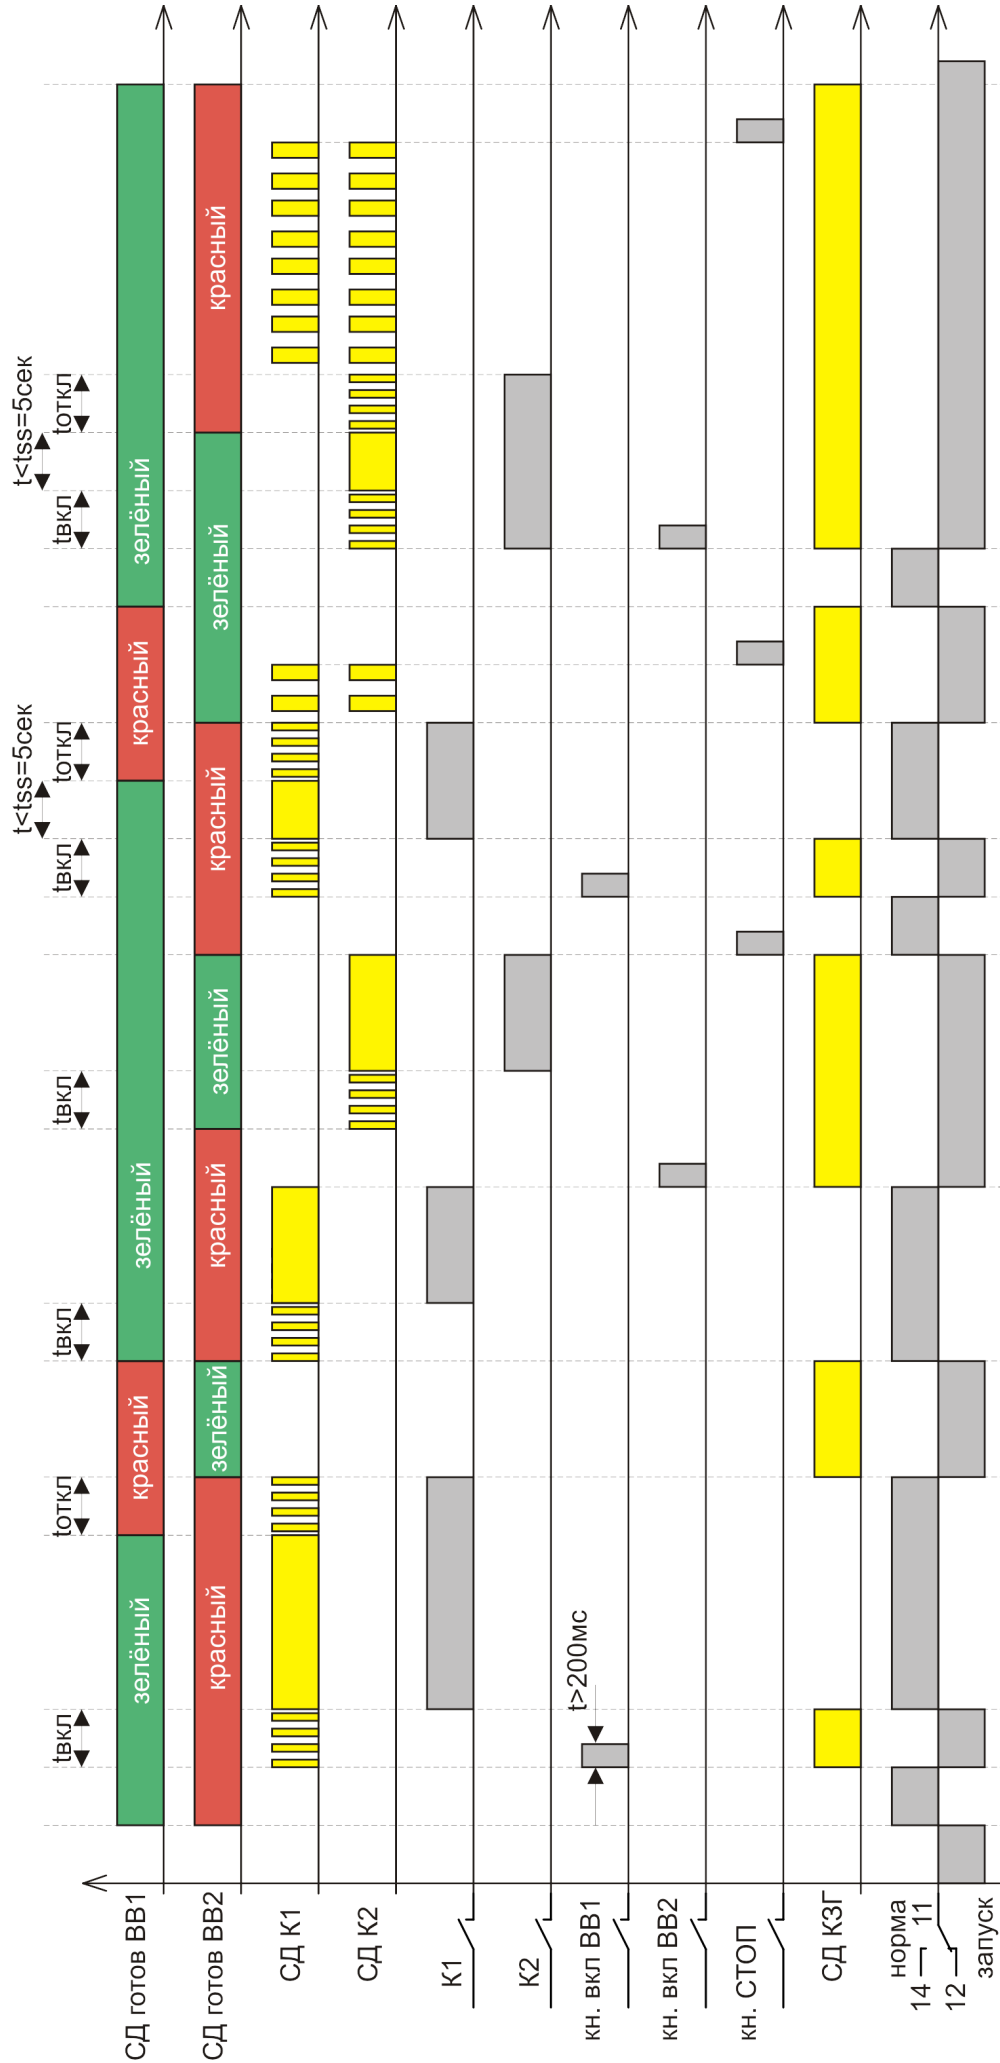 t<tss=5сек t<tss=5сек
tвкл tоткл tвкл tвкл tвкл tоткл tвкл tоткл
СД готов ВВ1 зелёный красный зелёный красный зелёный
СД готов ВВ2 красный зелёный красный зелёный красный зелёный красный
СД К1
СД К2
К1
К2
t>200мс
кн. вкл ВВ1
кн. вкл ВВ2
кн. СТОП
СД КЗГ
норма
14 11
12
запуск